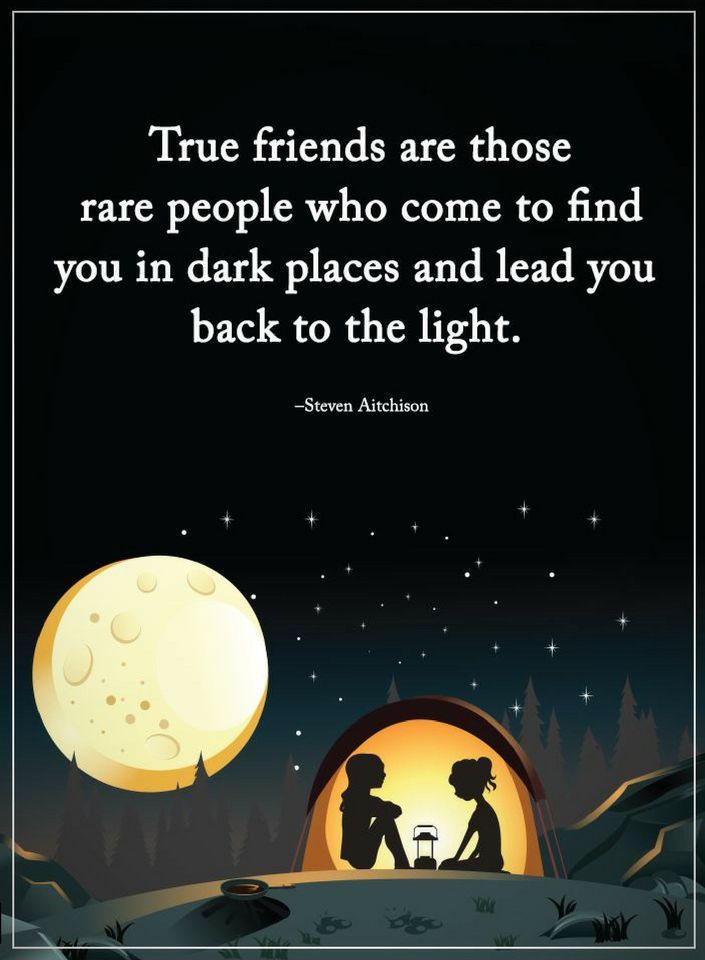 True friends are those
rare people who come to find
you in dark places and lead you
back to the light.
–Steven Aitchison